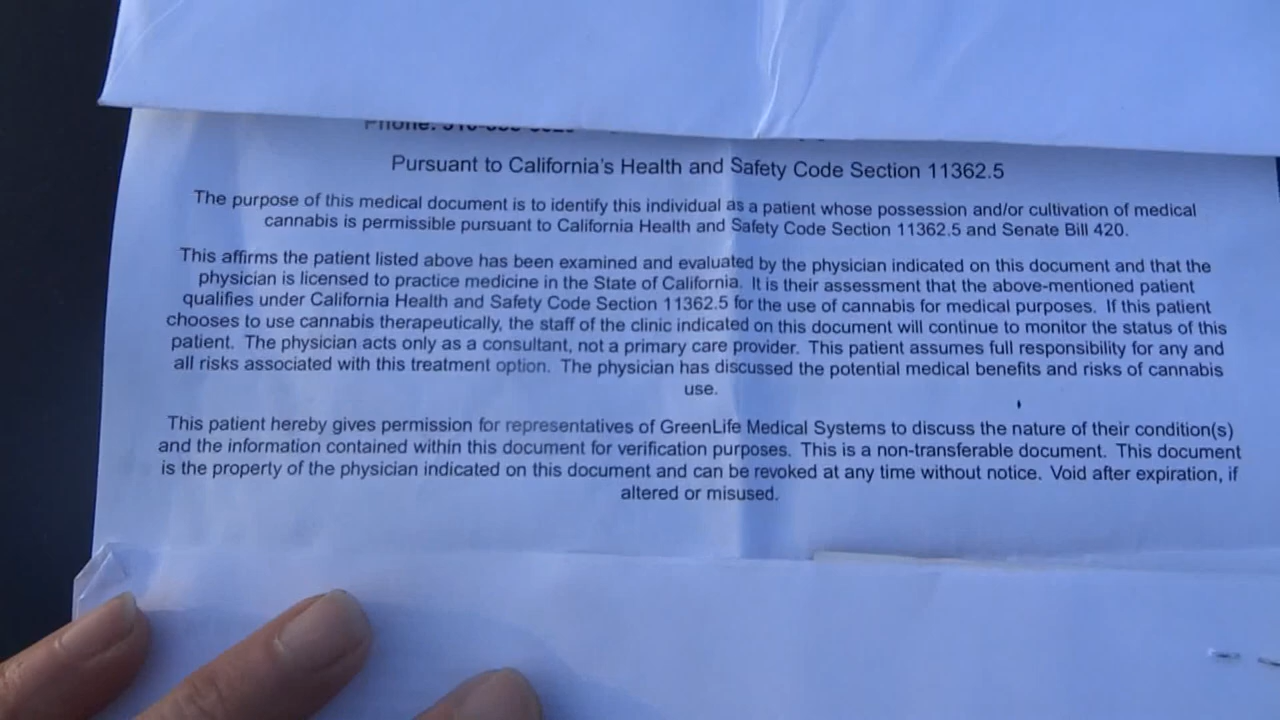 Phone:
Pursuant to California's Health and Safety Code Section 11362.5
The purpose of this medical document is to identify this individual as a patient whose possession and/or cultivation of medical
cannabis is permissible pursuant to California Health and Safety Code Section 11362.5 and Senate Bill 420.
This affirms the patient listed above has been examined and evaluated by the physician indicated on this document and that the
physician is licensed to practice medicine in the State of California. It is their assessment that the above-mentioned patient
qualifies under California Health and Safety Code Section 11362.5 for the use of cannabis for medical purposes. If this patient
chooses to use cannabis therapeutically, the staff of the clinic indicated on this document will continue to monitor the status of this
patient. The physician acts only as a consultant, not a primary care provider. This patient assumes full responsibility for any and
all risks associated with this treatment option. The physician has discussed the potential medical benefits and risks of cannabis
use.
This patient hereby gives permission for representatives of GreenLife Medical Systems to discuss the nature of their condition(s)
and the information contained within this document for verification purposes. This is a non-transferable document. This document
is the property of the physician indicated on this document and can be revoked at any time without notice. Void after expiration, if
altered or misused.